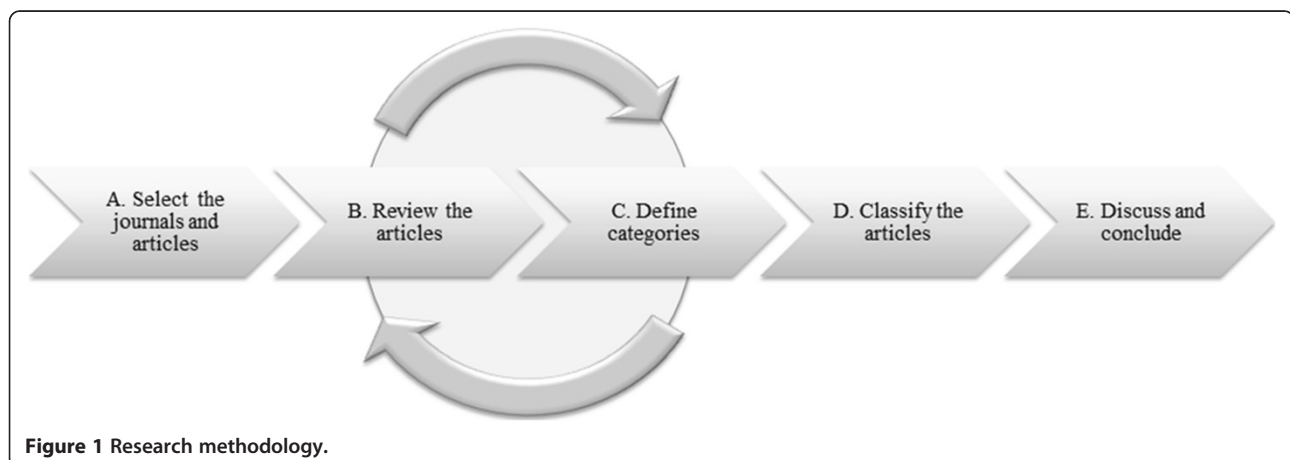 A. Select the
journals and
articles
B. Review the
articles
C. Define
categories
D. Classify the
articles
E. Discuss and
conclude
Figure 1 Research methodology.